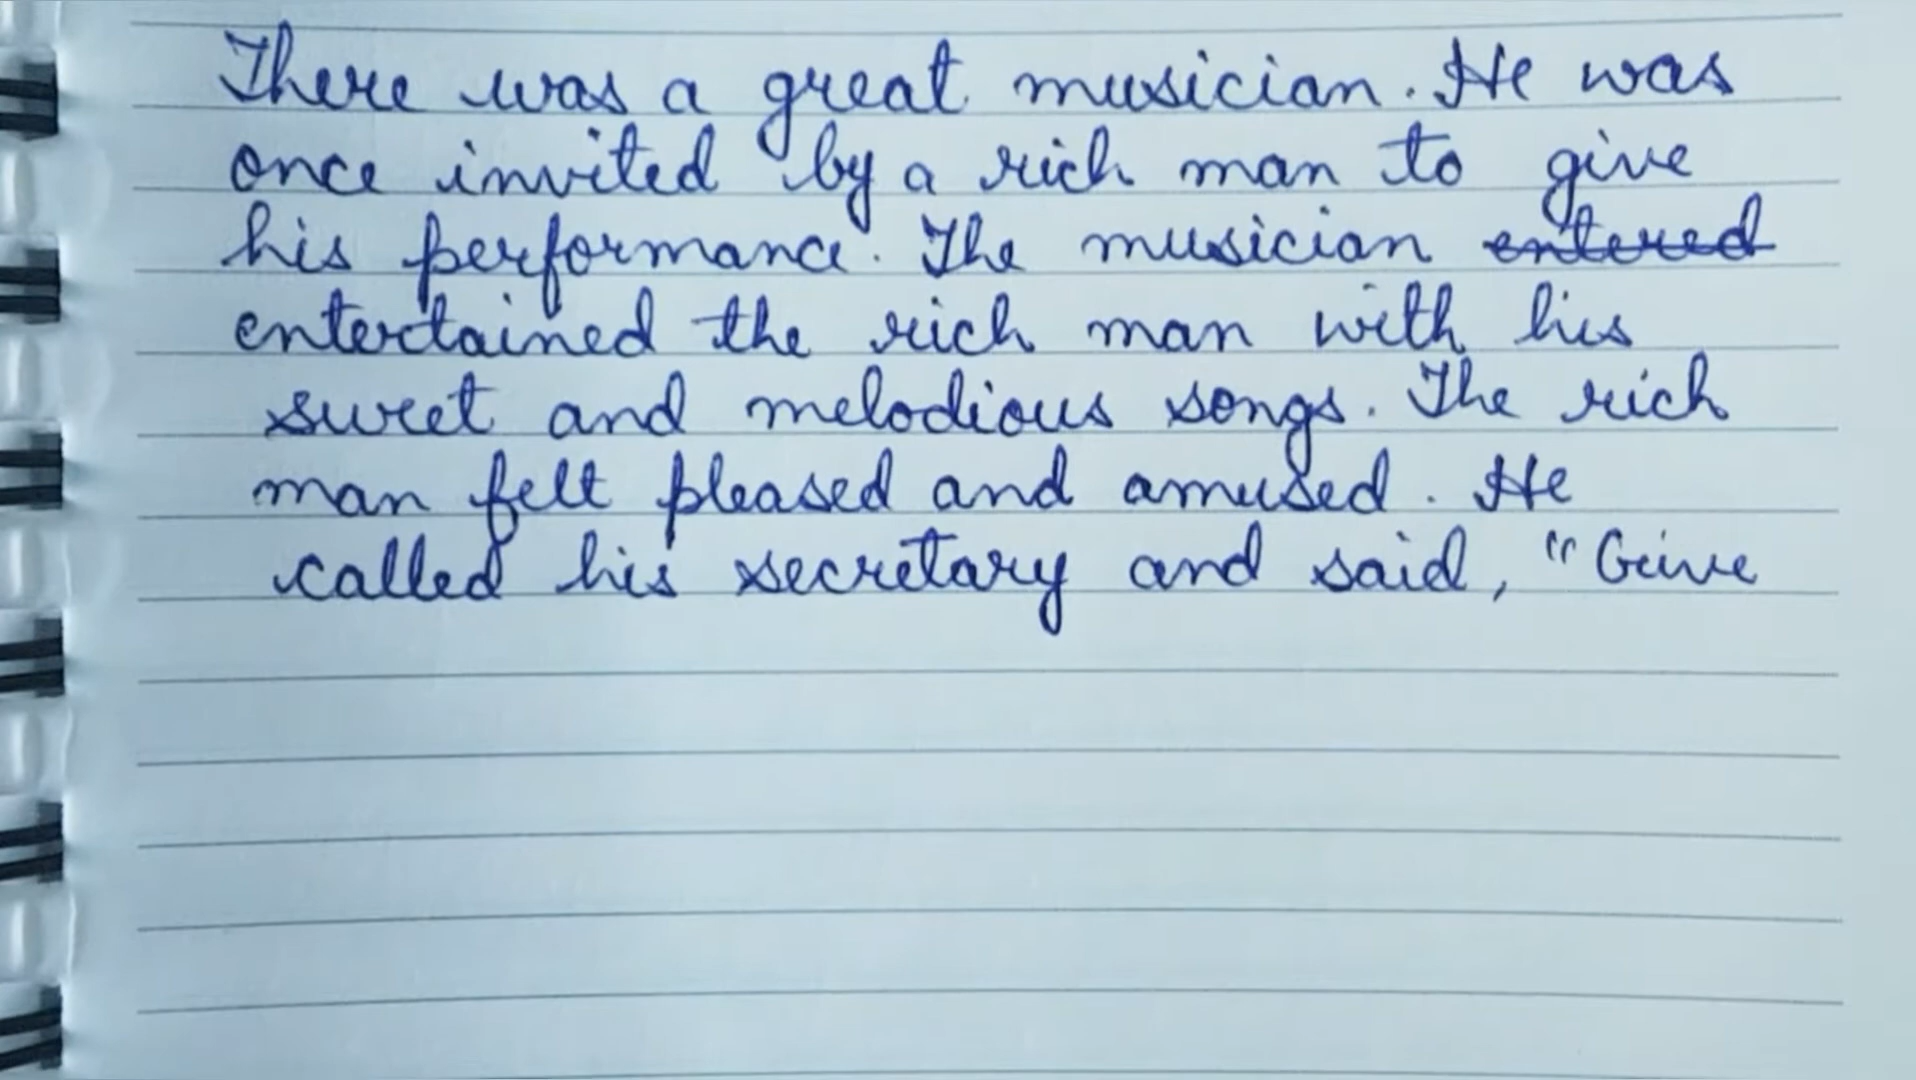 There was a great musician. He was
once invited by a rich man to give
his performance. The musician entered
entertained the rich man with his
sweet and melodious songs. The rich
man felt pleased and amused. He
called his secretary and said, "Give